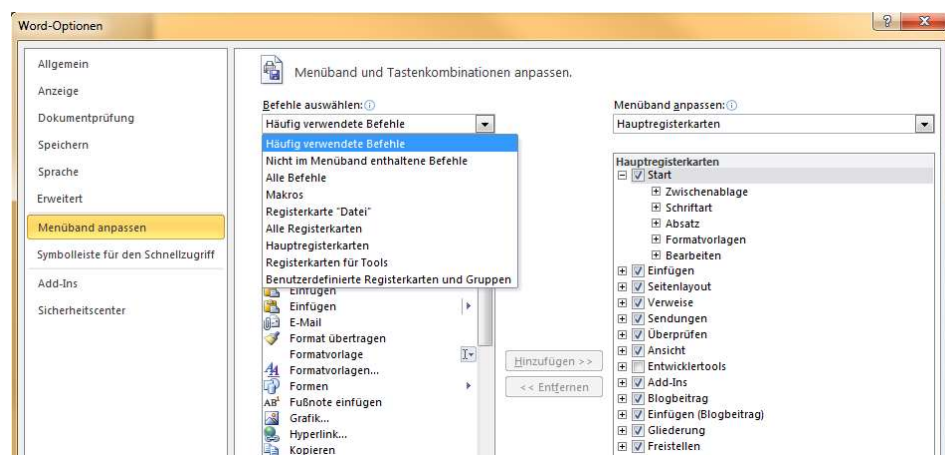 Word-Optionen
Allgemein
Anzeige
Dokumentprüfung
Speichern
Sprache
Erweitert
Menüband anpassen
Symbolleiste für den Schnellzugriff
Add-Ins
Sicherheitscenter
Menüband und Tastenkombinationen anpassen.
Befehle auswählen:
Häufig verwendete Befehle
Häufig verwendete Befehle
Nicht im Menüband enthaltene Befehle
Alle Befehle
Makros
Registerkarte "Datei"
Alle Registerkarten
Hauptregisterkarten
Registerkarten für Tools
Benutzerdefinierte Registerkarten und Gruppen
Einfügen
Einfügen
E-Mail
Format übertragen
Formatvorlage
Formatvorlagen...
Formen
AB¹ Fußnote einfügen
Grafik...
Hyperlink...
Kopieren
Hinzufügen >>
<< Entfernen
Menüband anpassen:
Hauptregisterkarten
Hauptregisterkarten
Start
Zwischenablage
Schriftart
Absatz
Formatvorlagen
Bearbeiten
Einfügen
Seitenlayout
Verweise
Sendungen
Überprüfen
Ansicht
Entwicklertools
Add-Ins
Blogbeitrag
Einfügen (Blogbeitrag)
Gliederung
Freistellen